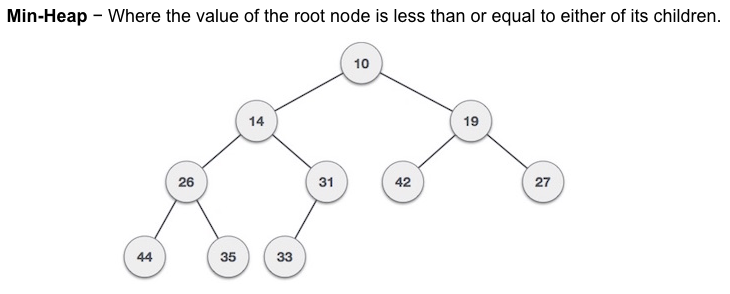 Min-Heap − Where the value of the root node is less than or equal to either of its children.
10
14 19
26 31 42 27
44 35 33